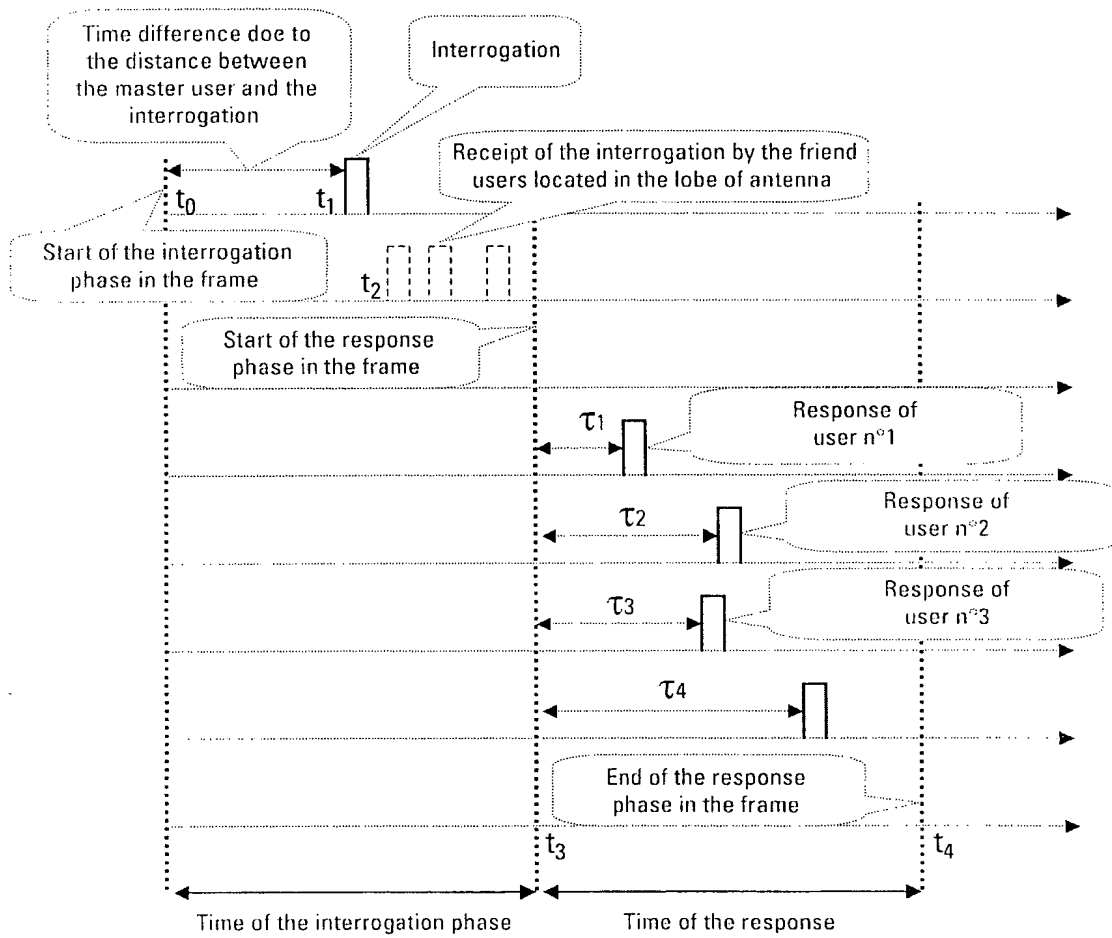 Time difference doe to
the distance between
the master user and the
interrogation
Interrogation
Receipt of the interrogation by the friend
users located in the lobe of antenna
t0
t1
Start of the interrogation
phase in the frame
t2
Start of the response
phase in the frame
τ1
Response of
user n°1
τ2
Response of
user n°2
τ3
Response of
user n°3
τ4
End of the response
phase in the frame
t3
t4
Time of the interrogation phase
Time of the response